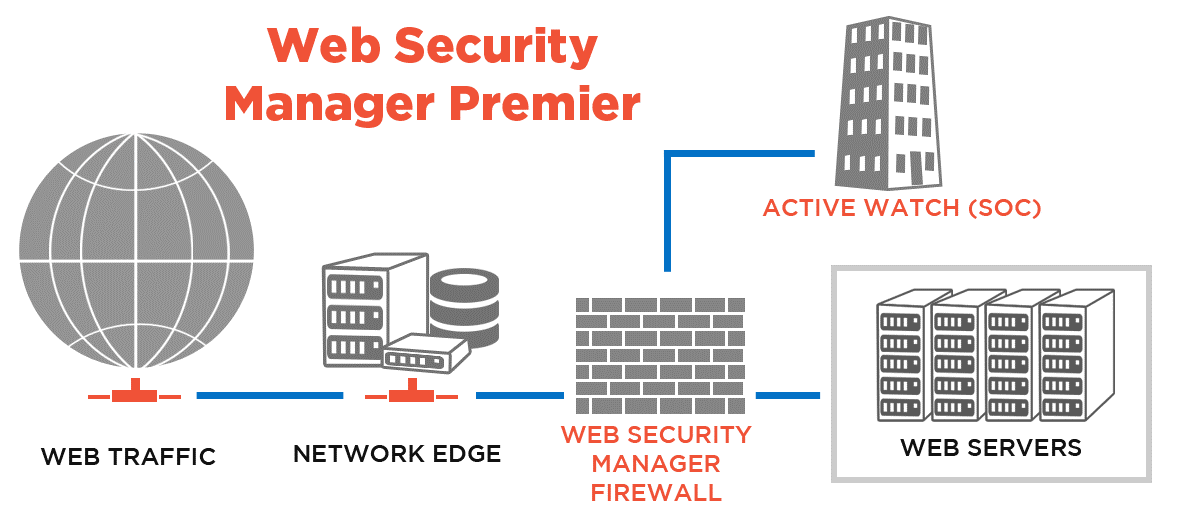 Web Security
Manager Premier
ACTIVE WATCH (SOC)
WEB TRAFFIC
NETWORK EDGE
WEB SECURITY
MANAGER
FIREWALL
WEB SERVERS